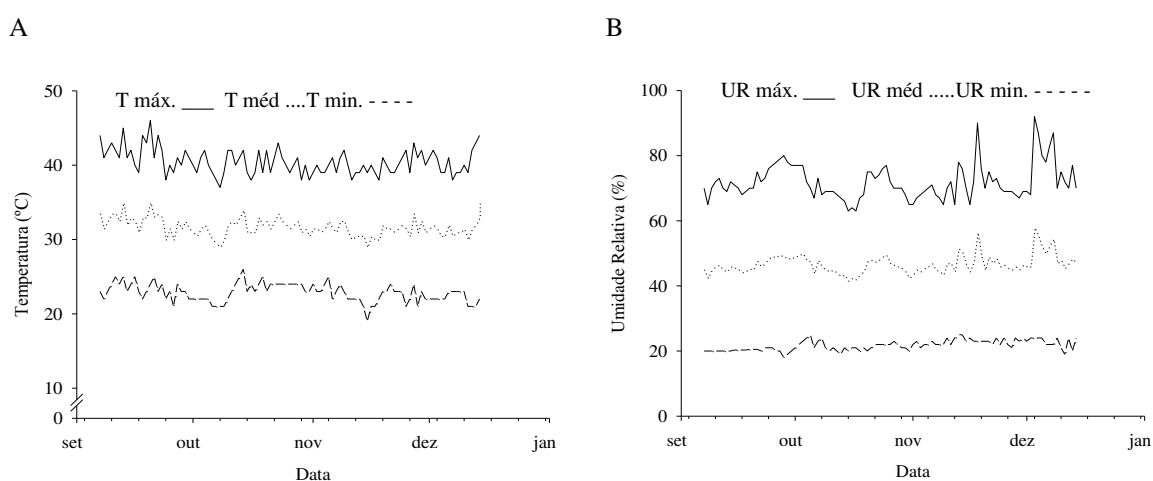 A
B
T máx. ___ T méd ....T min. - - - -
UR máx. ___ UR méd .....UR min. - - - - -
Temperatura (ºC)
50
40
30
20
10
0
set out nov dez jan
Data
Umidade Relativa (%)
100
80
60
40
20
0
set out nov dez jan
Data